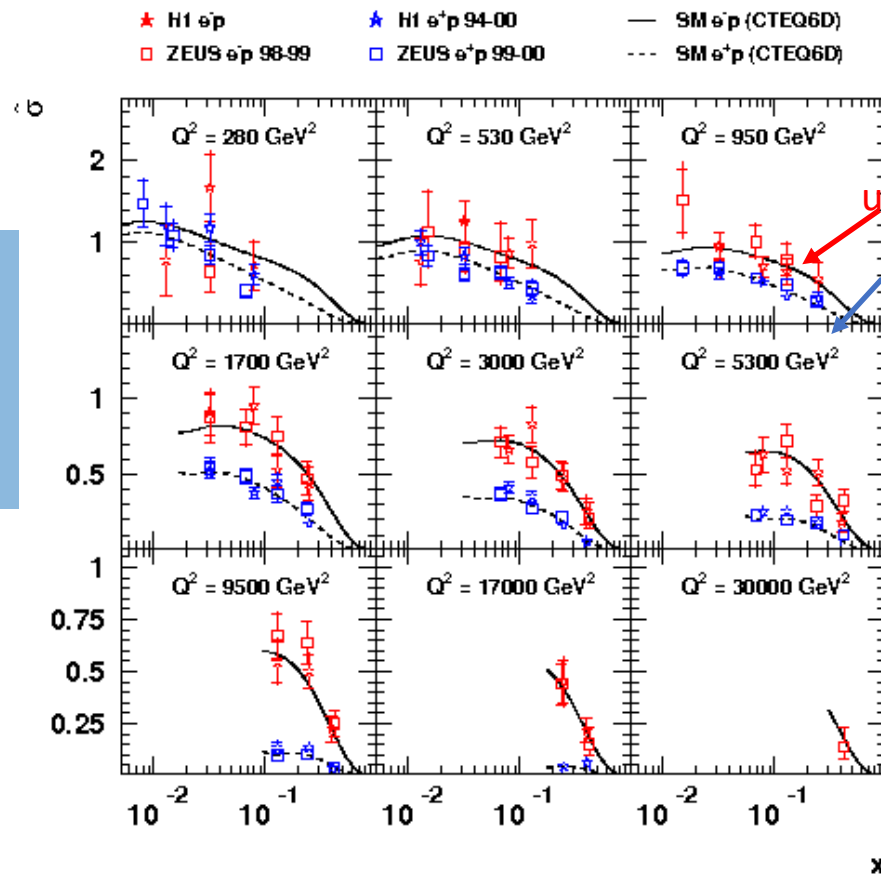 H1 e⁻p
H1 e⁺p 94-00
SM e⁻p (CTEQ6D)
ZEUS e⁻p 98-99
ZEUS e⁺p 99-00
SM e⁺p (CTEQ6D)
σ̃
Q² = 280 GeV²
Q² = 530 GeV²
Q² = 950 GeV²
2
1
u
Q² = 1700 GeV²
Q² = 3000 GeV²
Q² = 5300 GeV²
1
0.5
Q² = 9500 GeV²
Q² = 17000 GeV²
Q² = 30000 GeV²
1
0.75
0.5
0.25
10⁻² 10⁻¹ 10⁻² 10⁻¹ 10⁻² 10⁻¹
x